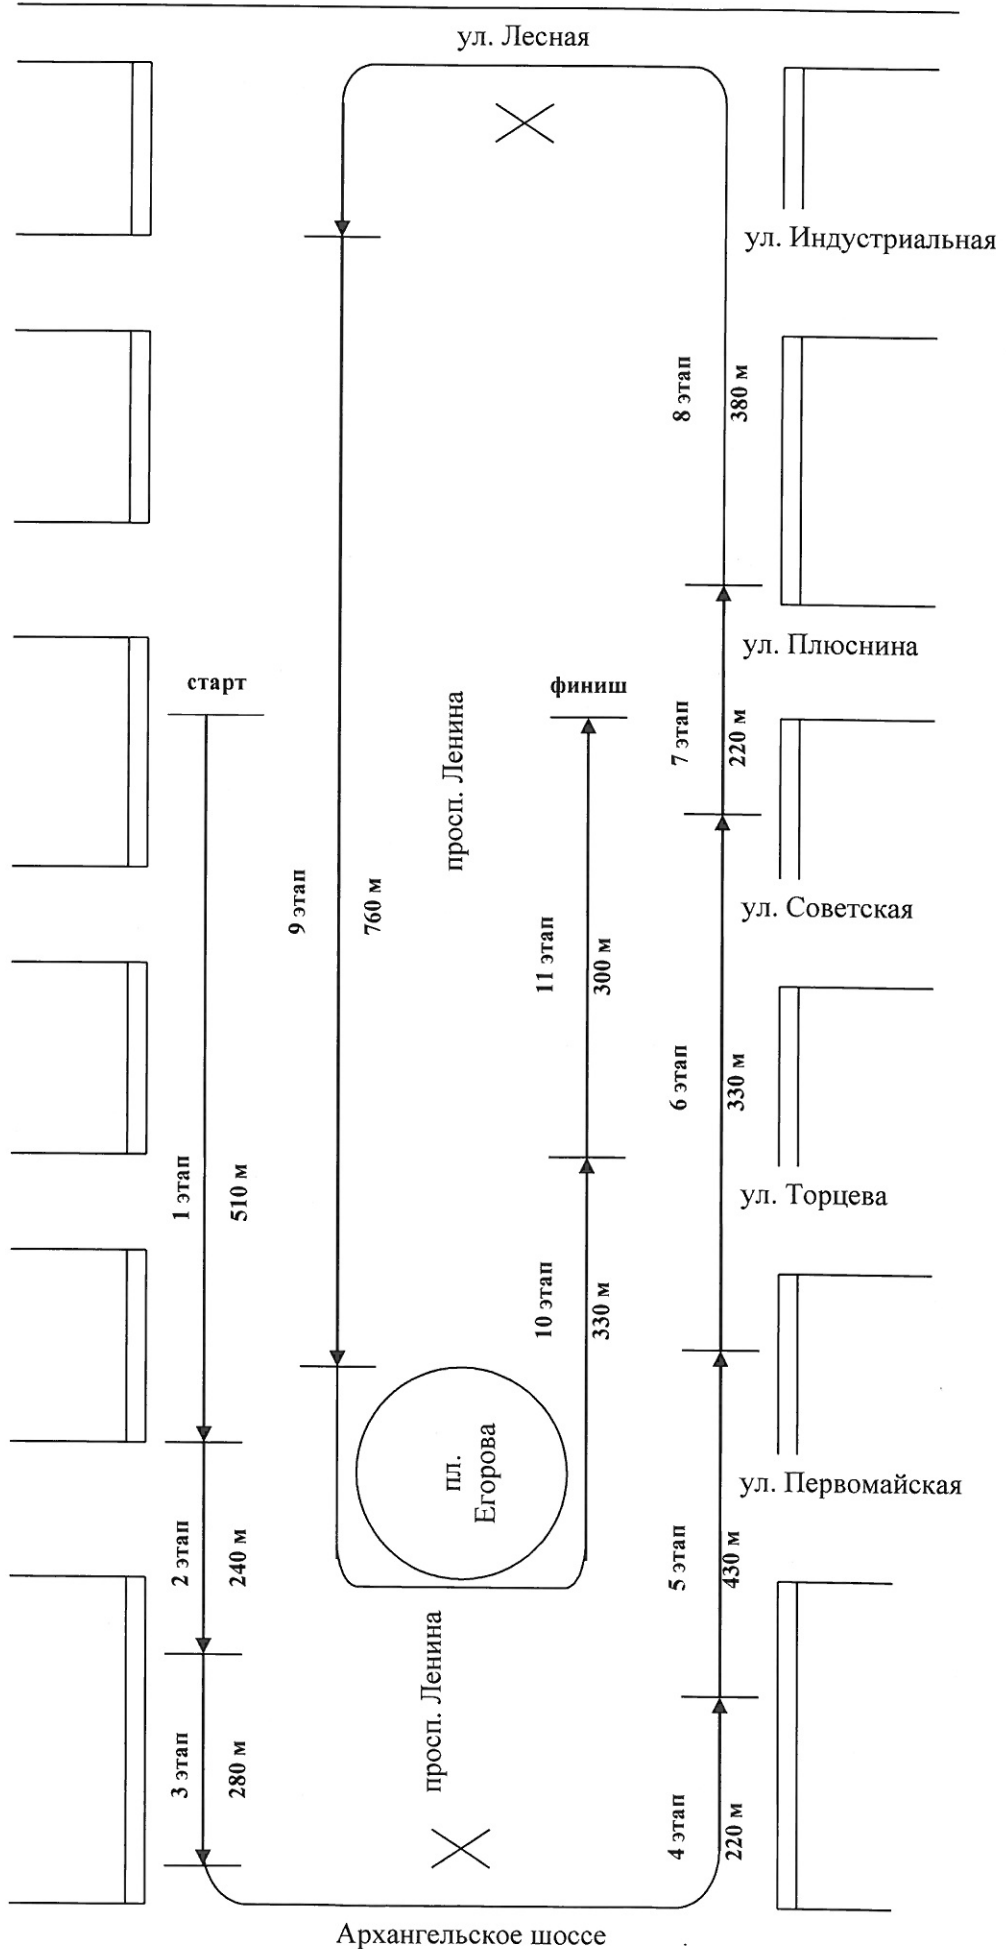 ул. Лесная
ул. Индустриальная
8 этап
380 м
ул. Плюснина
старт
финиш
7 этап
220 м
просп. Ленина
9 этап
760 м
ул. Советская
11 этап
300 м
6 этап
330 м
1 этап
510 м
ул. Торцева
10 этап
330 м
пл.
Егорова
ул. Первомайская
2 этап
240 м
5 этап
430 м
просп. Ленина
3 этап
280 м
4 этап
220 м
Архангельское шоссе